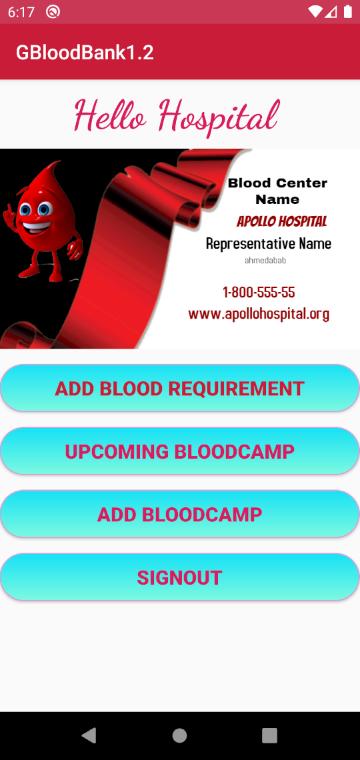 6:17
GBloodBank1.2
Hello Hospital
Blood Center
Name
APOLLO HOSPITAL
Representative Name
ahmedabab
1-800-555-55
www.apollohospital.org
ADD BLOOD REQUIREMENT
UPCOMING BLOODCAMP
ADD BLOODCAMP
SIGNOUT